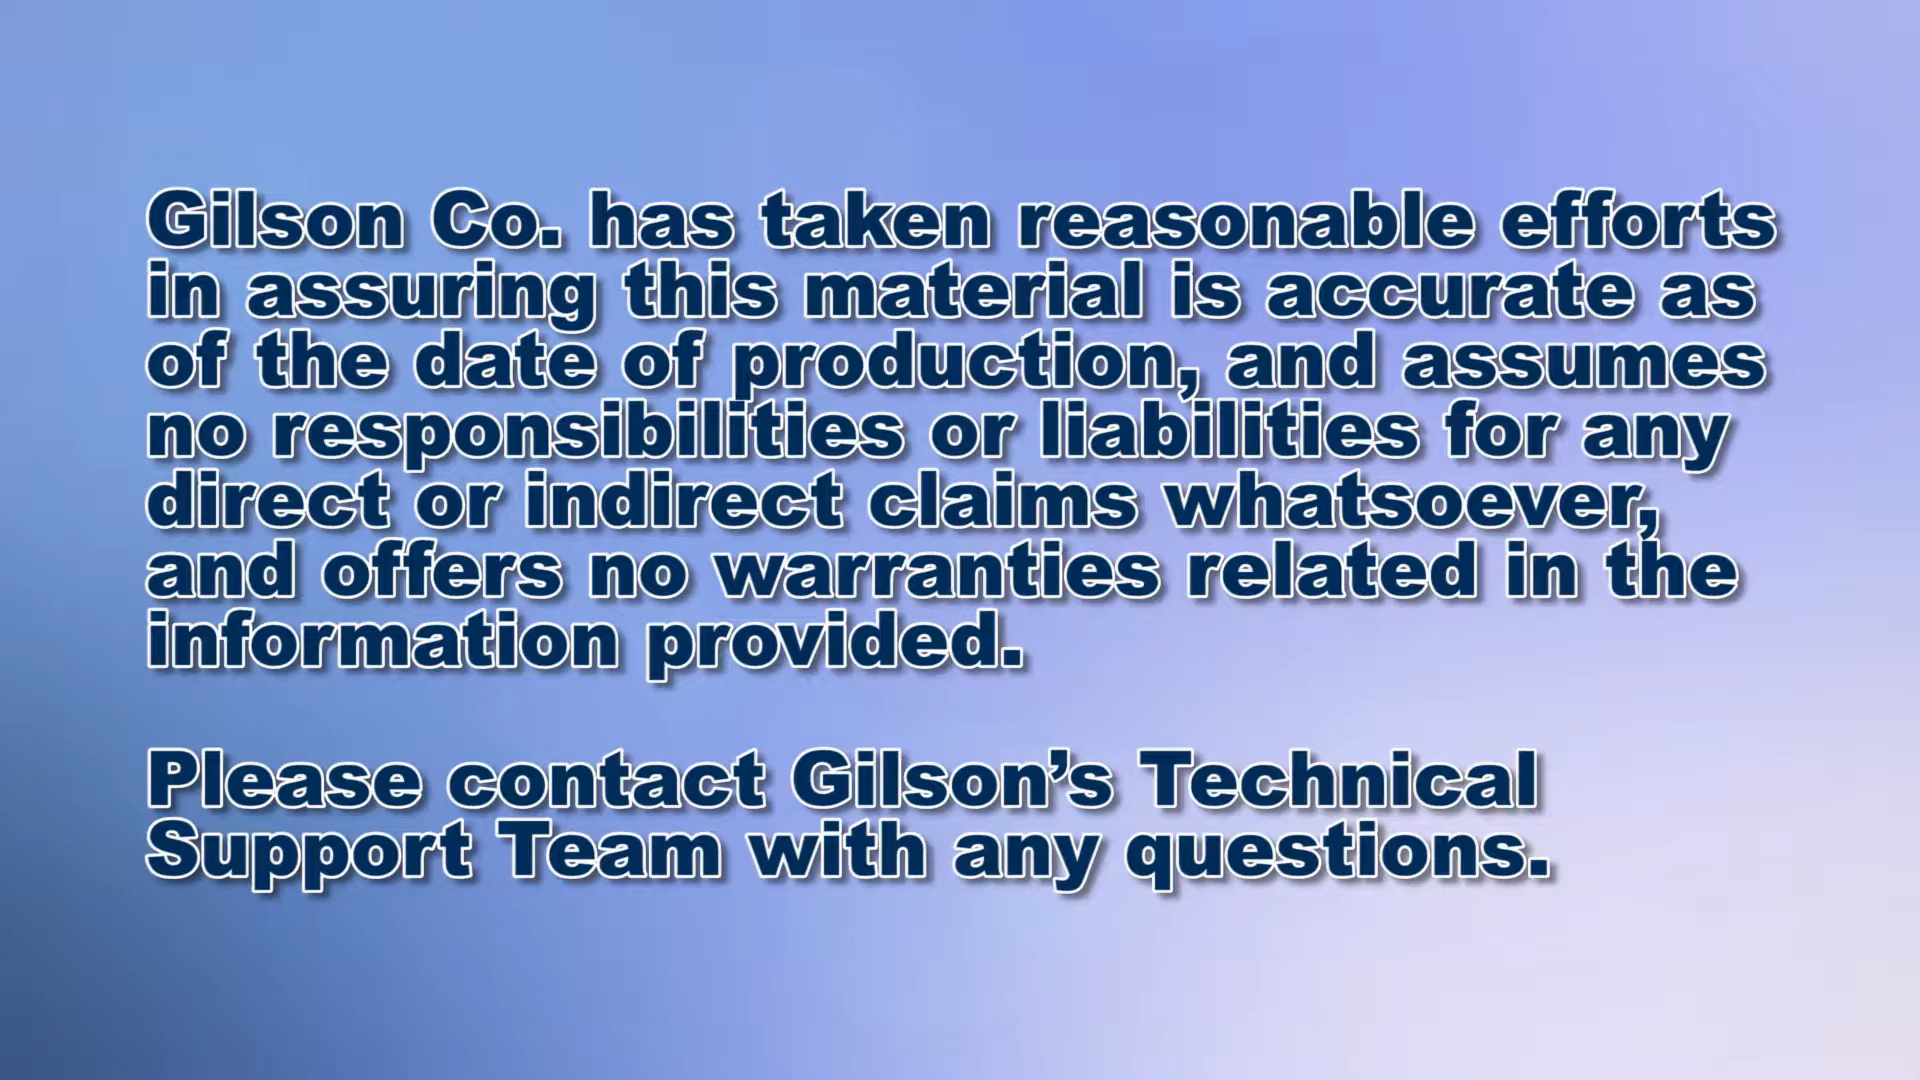 Gilson Co. has taken reasonable efforts
in assuring this material is accurate as
of the date of production, and assumes
no responsibilities or liabilities for any
direct or indirect claims whatsoever,
and offers no warranties related in the
information provided.
Please contact Gilson’s Technical
Support Team with any questions.